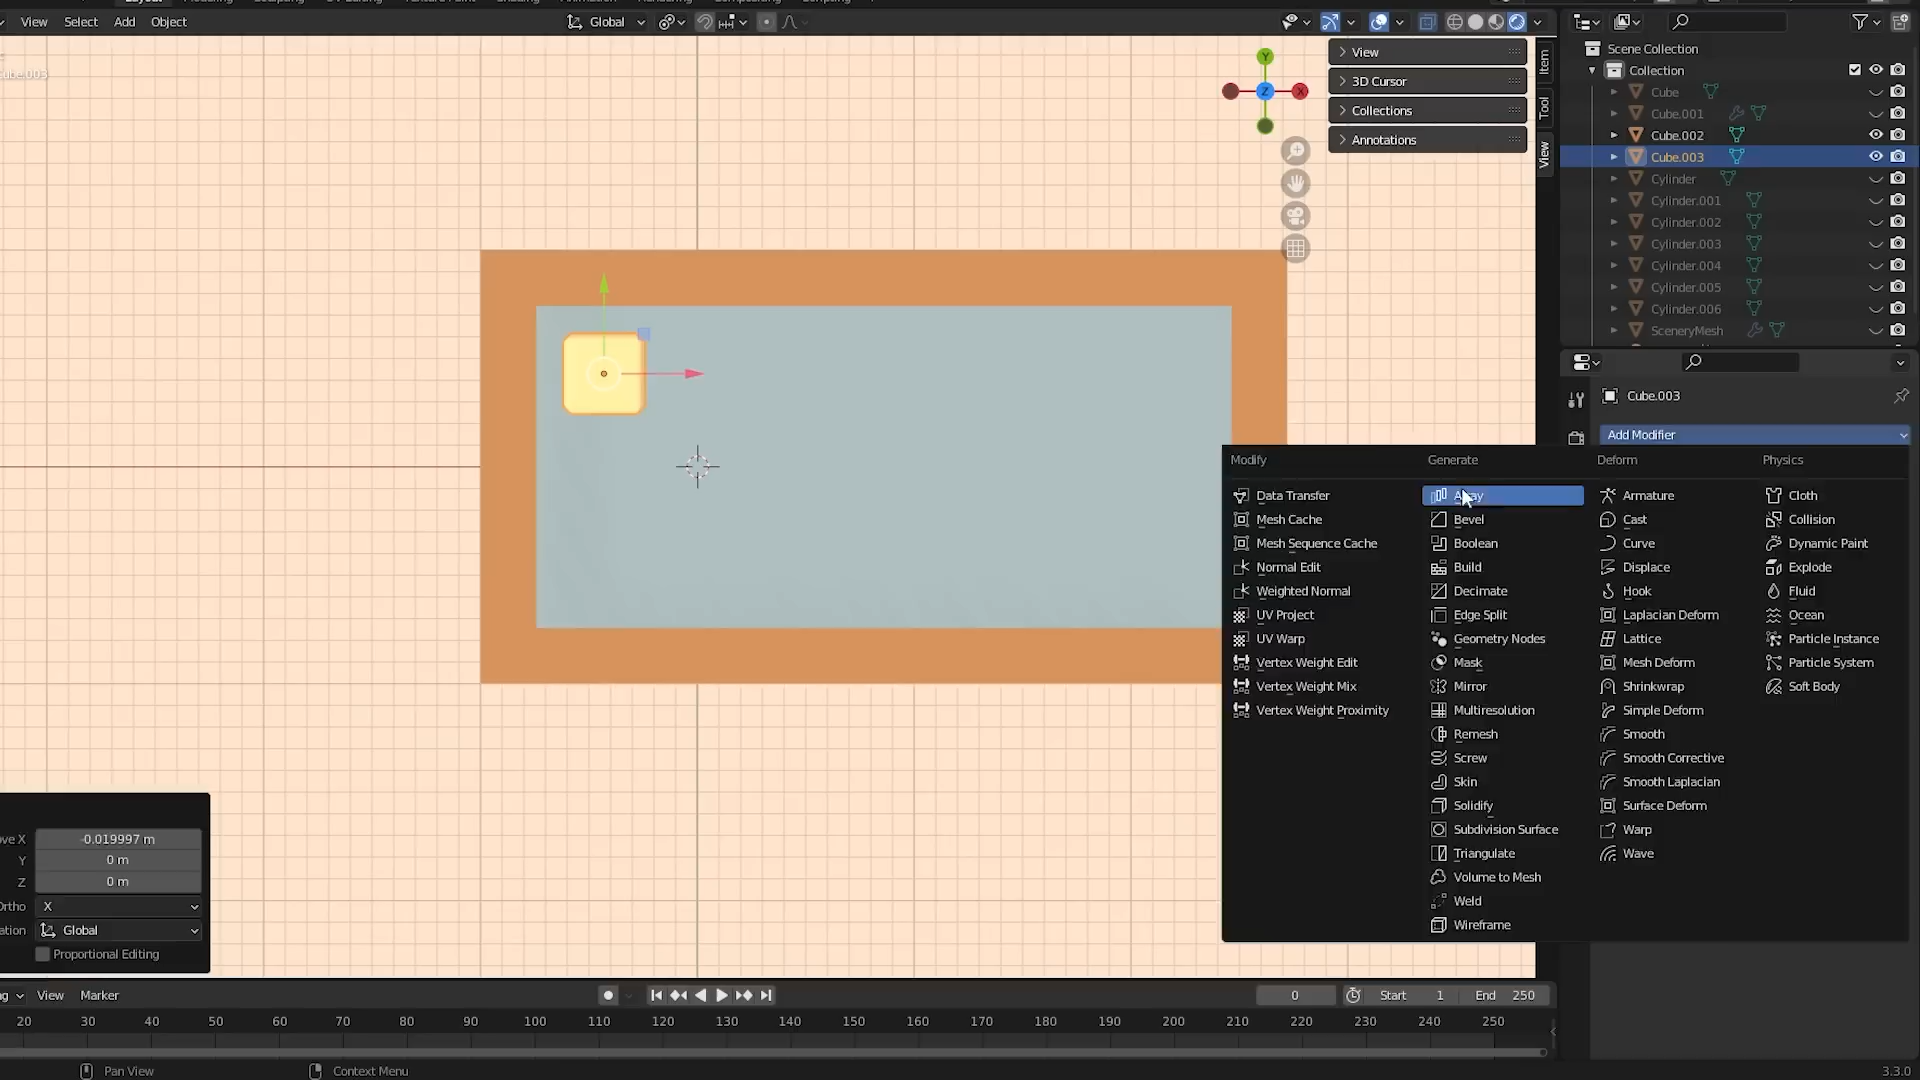 View Select Add Object Global
Cube.003
View
3D Cursor
Collections
Annotations
Item
Tool
View
Y
Z
X
Scene Collection
Collection
Cube
Cube.001
Cube.002
Cube.003
Cylinder
Cylinder.001
Cylinder.002
Cylinder.003
Cylinder.004
Cylinder.005
Cylinder.006
SceneryMesh
Cube.003
Add Modifier
Modify
Data Transfer
Mesh Cache
Mesh Sequence Cache
Normal Edit
Weighted Normal
UV Project
UV Warp
Vertex Weight Edit
Vertex Weight Mix
Vertex Weight Proximity
Generate
Array
Bevel
Boolean
Build
Decimate
Edge Split
Geometry Nodes
Mask
Mirror
Multiresolution
Remesh
Screw
Skin
Solidify
Subdivision Surface
Triangulate
Volume to Mesh
Weld
Wireframe
Deform
Armature
Cast
Curve
Displace
Hook
Laplacian Deform
Lattice
Mesh Deform
Shrinkwrap
Simple Deform
Smooth
Smooth Corrective
Smooth Laplacian
Surface Deform
Warp
Wave
Physics
Cloth
Collision
Dynamic Paint
Explode
Fluid
Ocean
Particle Instance
Particle System
Soft Body
ove X -0.019997 m
Y 0 m
Z 0 m
Ortho X
ation Global
Proportional Editing
ng View Marker
0 Start 1 End 250
20 30 40 50 60 70 80 90 100 110 120 130 140 150 160 170 180 190 200 210 220 230 240 250
Pan View Context Menu 3.3.0